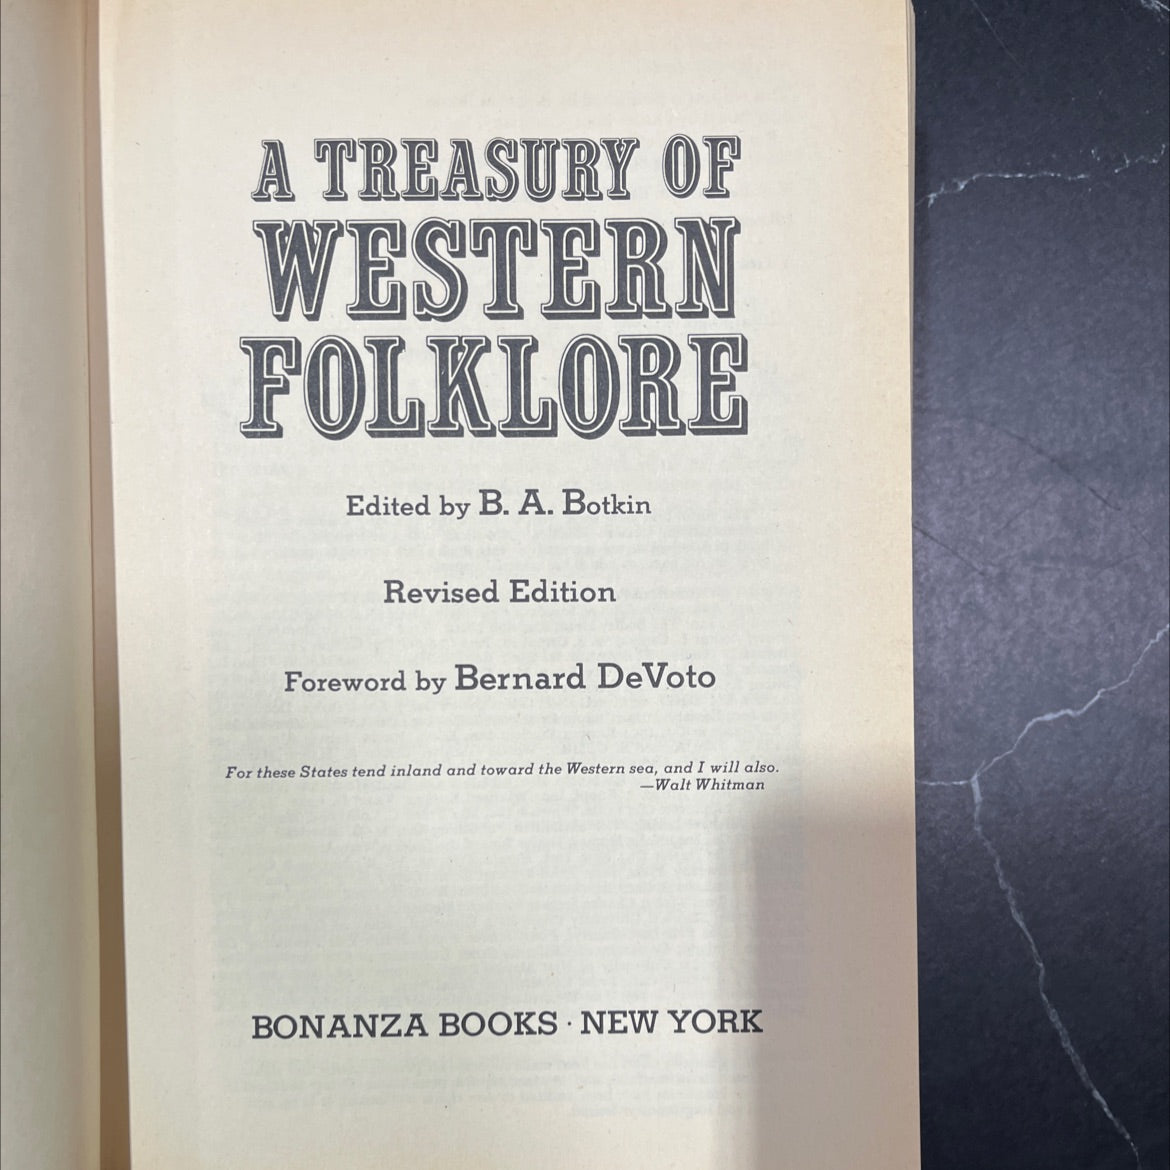 A TREASURY OF
WESTERN
FOLKLORE
Edited by B. A. Botkin
Revised Edition
Foreword by Bernard DeVoto
For these States tend inland and toward the Western sea, and I will also.
—Walt Whitman
BONANZA BOOKS · NEW YORK